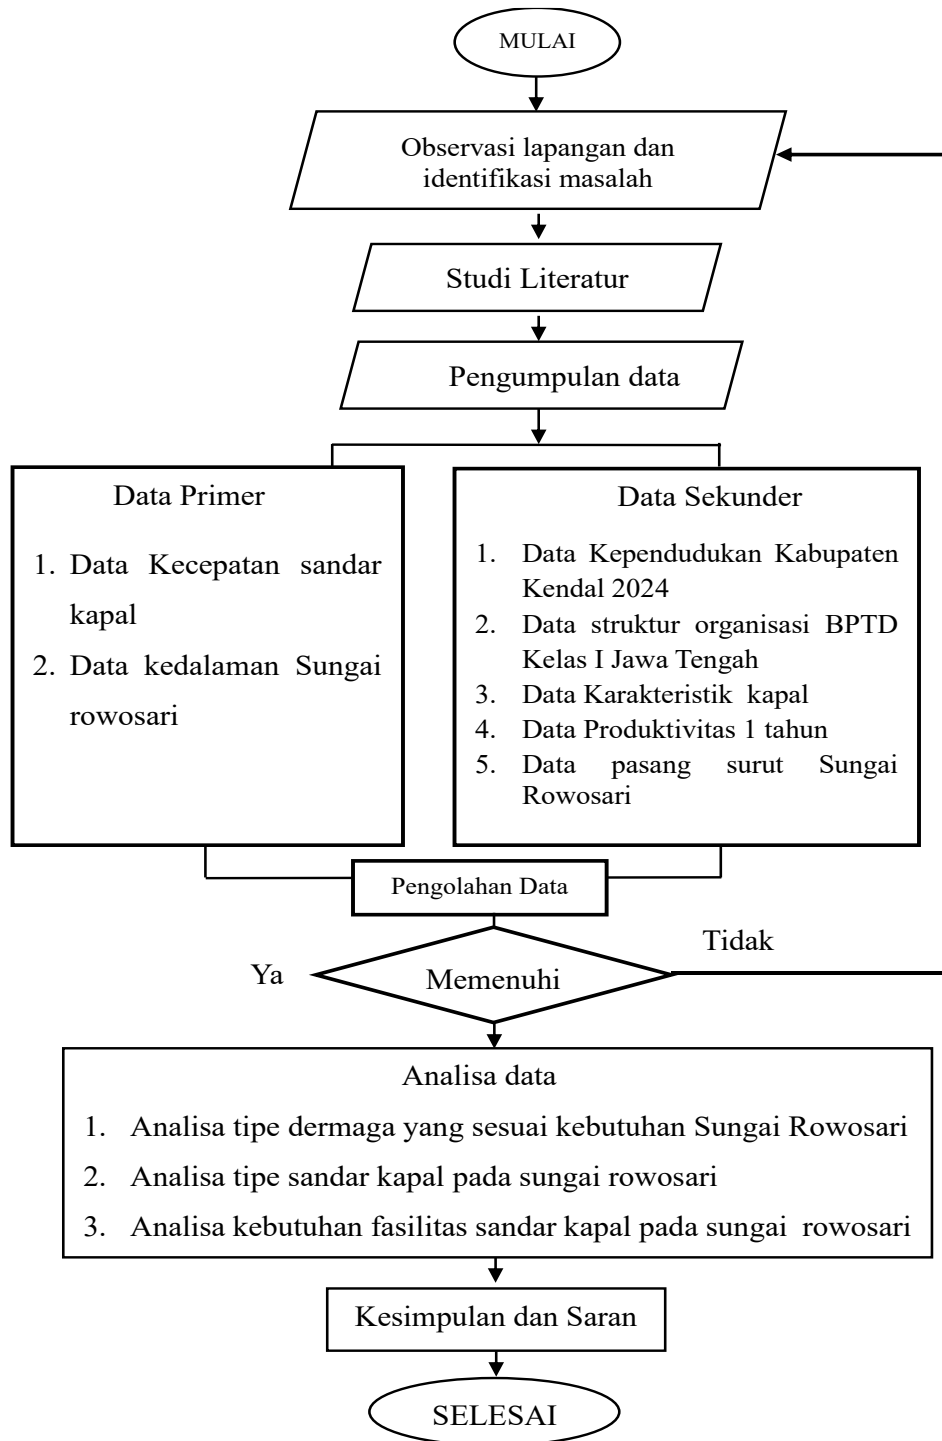 MULAI
Observasi lapangan dan
identifikasi masalah
Studi Literatur
Pengumpulan data
Data Primer
1. Data Kecepatan sandar
kapal
2. Data kedalaman Sungai
rowosari
Data Sekunder
1. Data Kependudukan Kabupaten
Kendal 2024
2. Data struktur organisasi BPTD
Kelas I Jawa Tengah
3. Data Karakteristik kapal
4. Data Produktivitas 1 tahun
5. Data pasang surut Sungai
Rowosari
Pengolahan Data
Tidak
Ya
Memenuhi
Analisa data
1. Analisa tipe dermaga yang sesuai kebutuhan Sungai Rowosari
2. Analisa tipe sandar kapal pada sungai rowosari
3. Analisa kebutuhan fasilitas sandar kapal pada sungai rowosari
Kesimpulan dan Saran
SELESAI